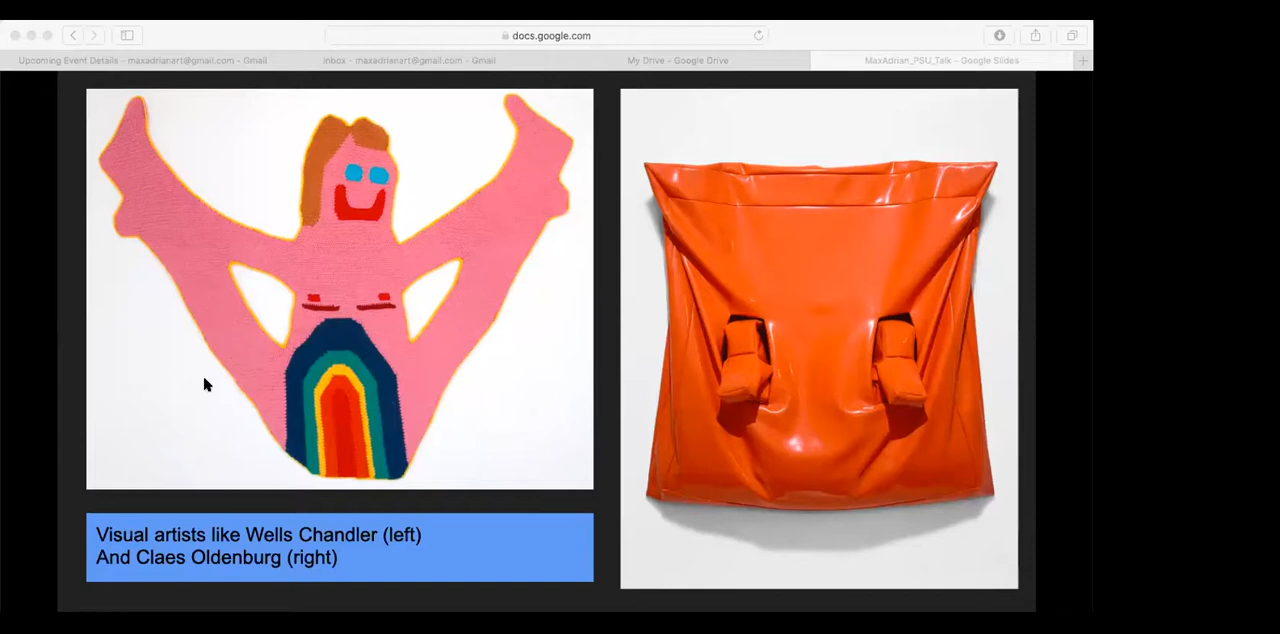 docs.google.com
Upcoming Event Details - maxadrianart@gmail.com - Gmail
Inbox - maxadrianart@gmail.com - Gmail
My Drive - Google Drive
MaxAdrian_PSU_Talk - Google Slides
Visual artists like Wells Chandler (left)
And Claes Oldenburg (right)